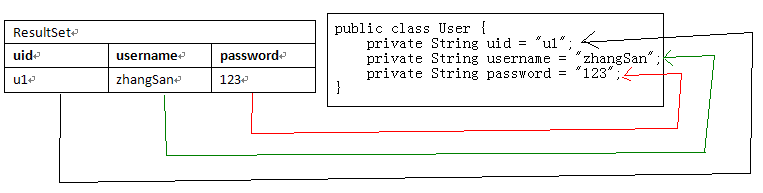 ResultSet
uid username password
u1 zhangSan 123
public class User {
    private String uid = "u1";
    private String username = "zhangSan";
    private String password = "123";
}